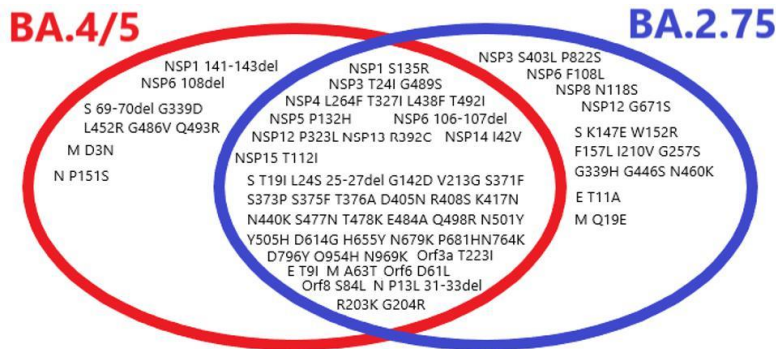 BA.4/5
BA.2.75
NSP1 141-143del
NSP6 108del
S 69-70del G339D
L452R G486V Q493R
M D3N
N P151S
NSP1 S135R
NSP3 T24I G489S
NSP4 L264F T327I L438F T492I
NSP5 P132H NSP6 106-107del
NSP12 P323L NSP13 R392C NSP14 I42V
NSP15 T112I
S T19I L24S 25-27del G142D V213G S371F
S373P S375F T376A D405N R408S K417N
N440K S477N T478K E484A Q498R N501Y
Y505H D614G H655Y N679K P681HN764K
D796Y Q954H N969K Orf3a T223I
E T9I M A63T Orf6 D61L
Orf8 S84L N P13L 31-33del
R203K G204R
NSP3 S403L P822S
NSP6 F108L
NSP8 N118S
NSP12 G671S
S K147E W152R
F157L I210V G257S
G339H G446S N460K
E T11A
M Q19E